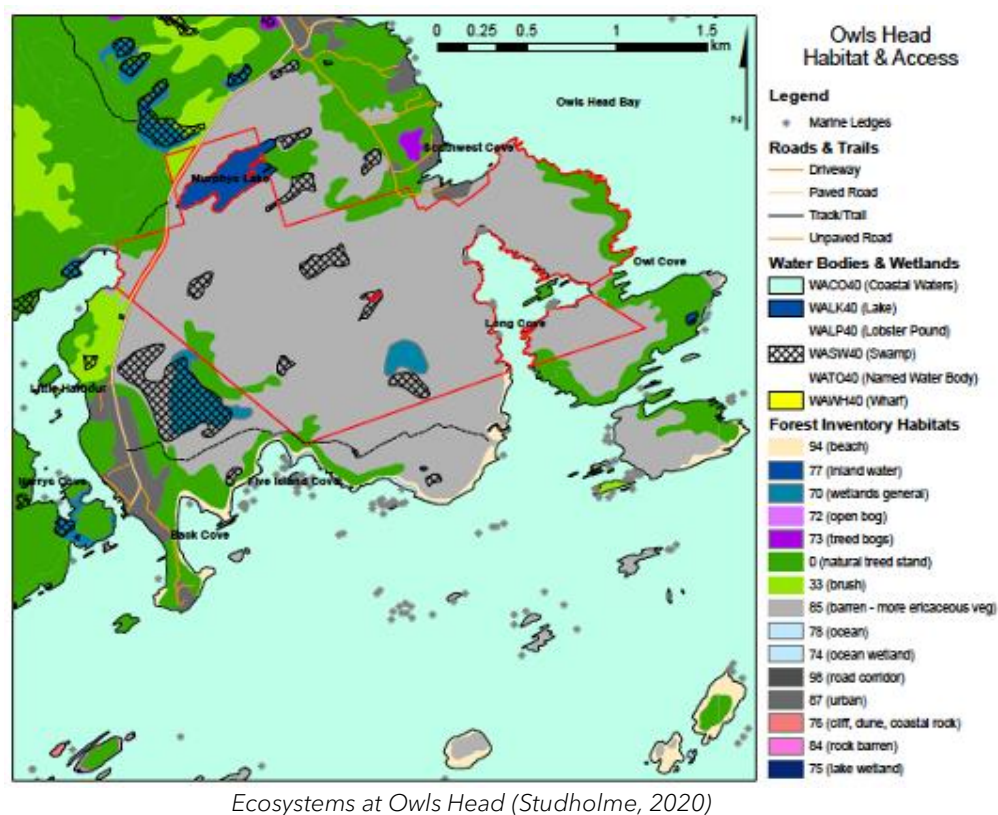 0 0.25 0.5 1 1.5
km
Owls Head Bay
N
Southwest Cove
Murphys Lake
Owl Cove
Long Cove
Little Harbour
Five Island Cove
Back Cove
Owls Head
Habitat & Access
Legend
Marine Ledges
Roads & Trails
Driveway
Paved Road
Track/Trail
Unpaved Road
Water Bodies & Wetlands
WACO40 (Coastal Waters)
WALK40 (Lake)
WALP40 (Lobster Pound)
WASW40 (Swamp)
WATO40 (Named Water Body)
WAWH40 (Wharf)
Forest Inventory Habitats
94 (beach)
77 (inland water)
70 (wetlands general)
72 (open bog)
73 (treed bogs)
0 (natural treed stand)
33 (brush)
85 (barren - more ericaceous veg)
78 (ocean)
74 (ocean wetland)
98 (road corridor)
87 (urban)
76 (cliff, dune, coastal rock)
84 (rock barren)
75 (lake wetland)
Ecosystems at Owls Head (Studholme, 2020)